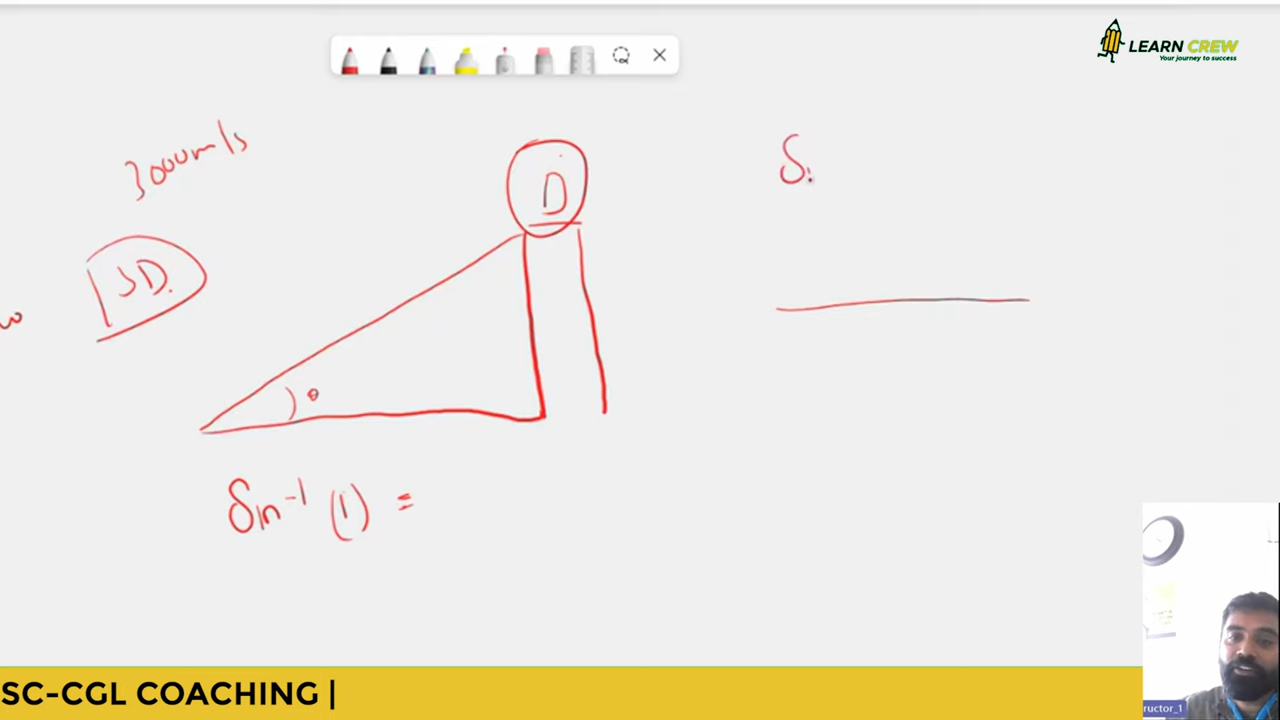 LEARN CREW
Your journey to success
3000m/s
D
SD.
θ
sin⁻¹ (1) =
SC-CGL COACHING |
ructor_1